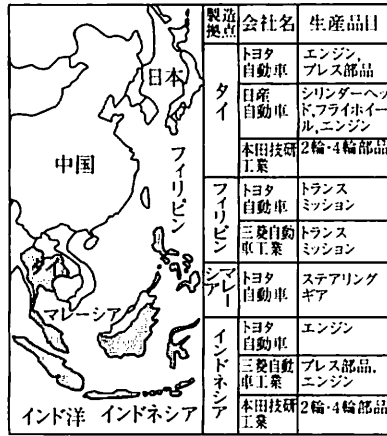 日本
中国
フィリピン
タイ
マレーシア
インド洋 インドネシア
製造拠点 会社名 生産品目
タイ
トヨタ自動車
エンジン,
プレス部品
日産自動車
シリンダーヘッ
ド,フライホイー
ル,エンジン
本田技研
工業
2輪・4輪部品
フィリピン
トヨタ
自動車
トランス
ミッション
三菱自動
車工業
トランス
ミッション
マレーシア
トヨタ
自動車
ステアリング
ギア
インドネシア
トヨタ
自動車
エンジン
三菱自動
車工業
プレス部品,
エンジン
本田技研
工業
2輪・4輪部品